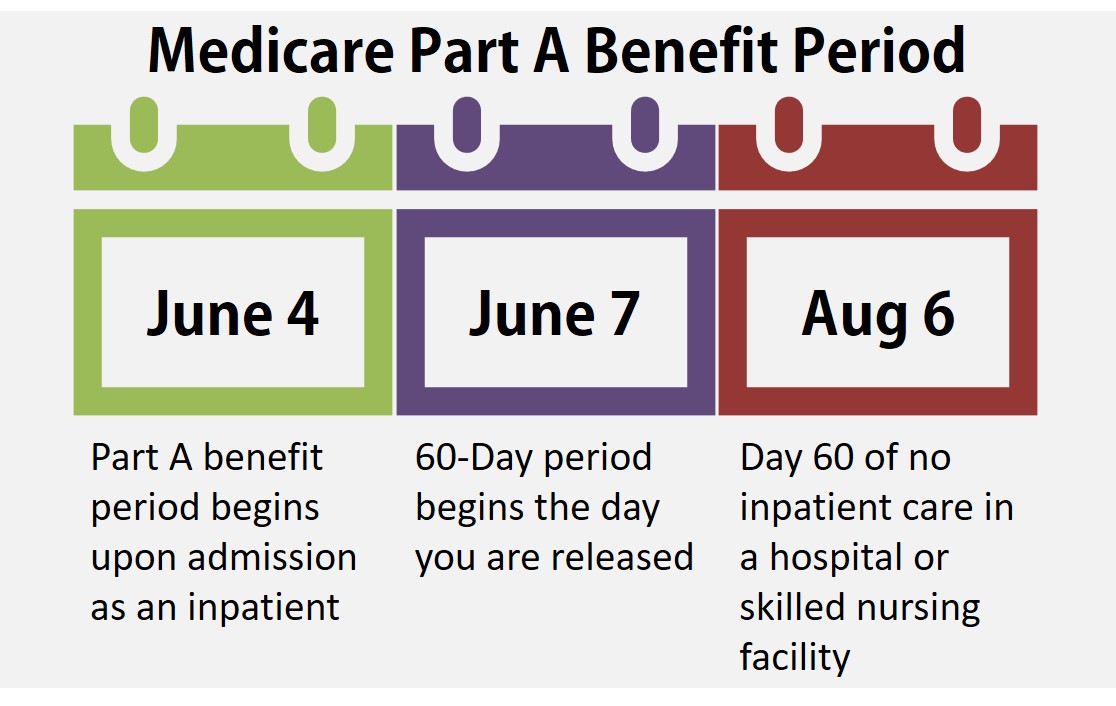 Medicare Part A Benefit Period
June 4
June 7
Aug 6
Part A benefit
period begins
upon admission
as an inpatient
60-Day period
begins the day
you are released
Day 60 of no
inpatient care in
a hospital or
skilled nursing
facility